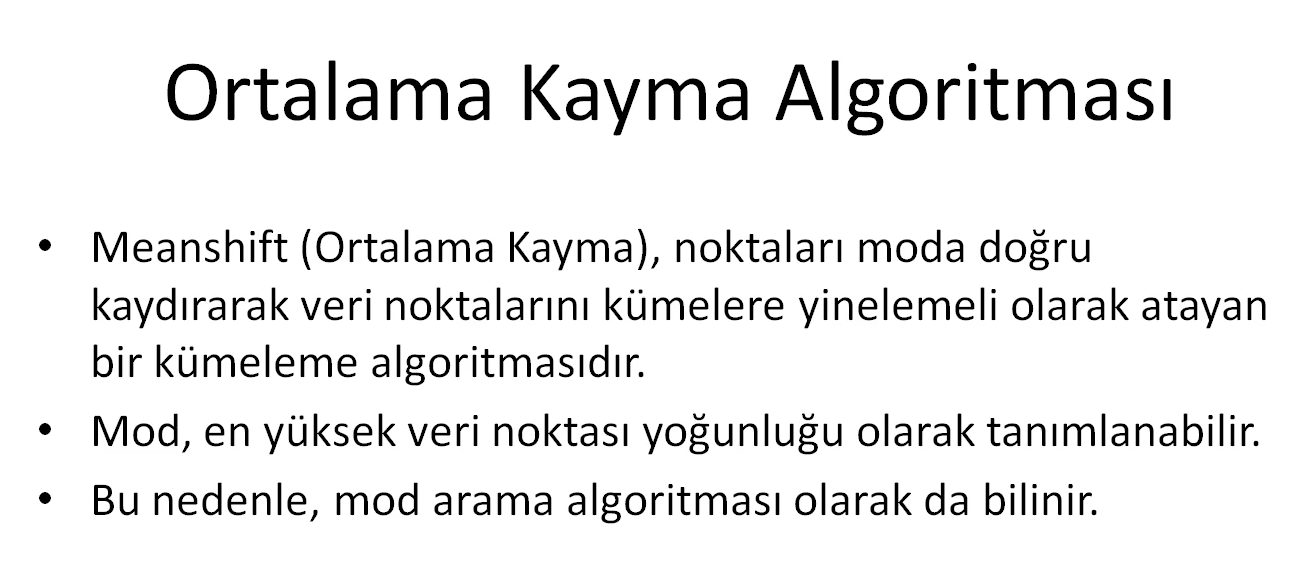 Ortalama Kayma Algoritması
• Meanshift (Ortalama Kayma), noktaları moda doğru
kaydırarak veri noktalarını kümelere yinelemeli olarak atayan
bir kümeleme algoritmasıdır.
• Mod, en yüksek veri noktası yoğunluğu olarak tanımlanabilir.
• Bu nedenle, mod arama algoritması olarak da bilinir.